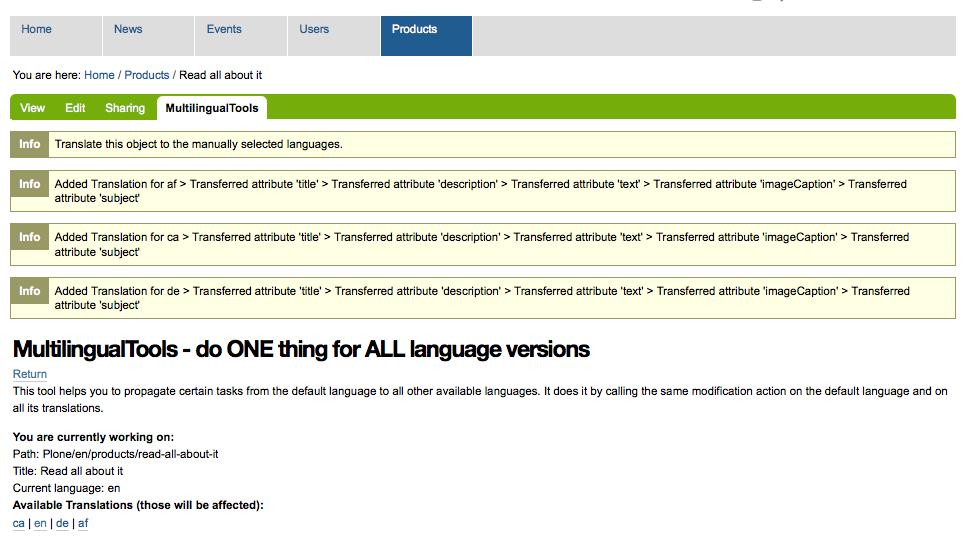 Home News Events Users Products
You are here: Home / Products / Read all about it
View Edit Sharing MultilingualTools
Info Translate this object to the manually selected languages.
Info Added Translation for af > Transferred attribute 'title' > Transferred attribute 'description' > Transferred attribute 'text' > Transferred attribute 'imageCaption' > Transferred
attribute 'subject'
Info Added Translation for ca > Transferred attribute 'title' > Transferred attribute 'description' > Transferred attribute 'text' > Transferred attribute 'imageCaption' > Transferred
attribute 'subject'
Info Added Translation for de > Transferred attribute 'title' > Transferred attribute 'description' > Transferred attribute 'text' > Transferred attribute 'imageCaption' > Transferred
attribute 'subject'
MultilingualTools - do ONE thing for ALL language versions
Return
This tool helps you to propagate certain tasks from the default language to all other available languages. It does it by calling the same modification action on the default language and on
all its translations.
You are currently working on:
Path: Plone/en/products/read-all-about-it
Title: Read all about it
Current language: en
Available Translations (those will be affected):
ca | en | de | af